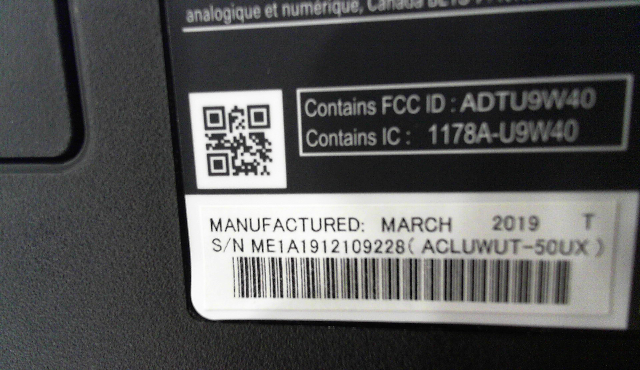 analogique et numérique, Canada
Contains FCC ID : ADTU9W40
Contains IC : 1178A-U9W40
MANUFACTURED: MARCH 2019 T
S/N ME1A1912109228( ACLUWUT-50UX )